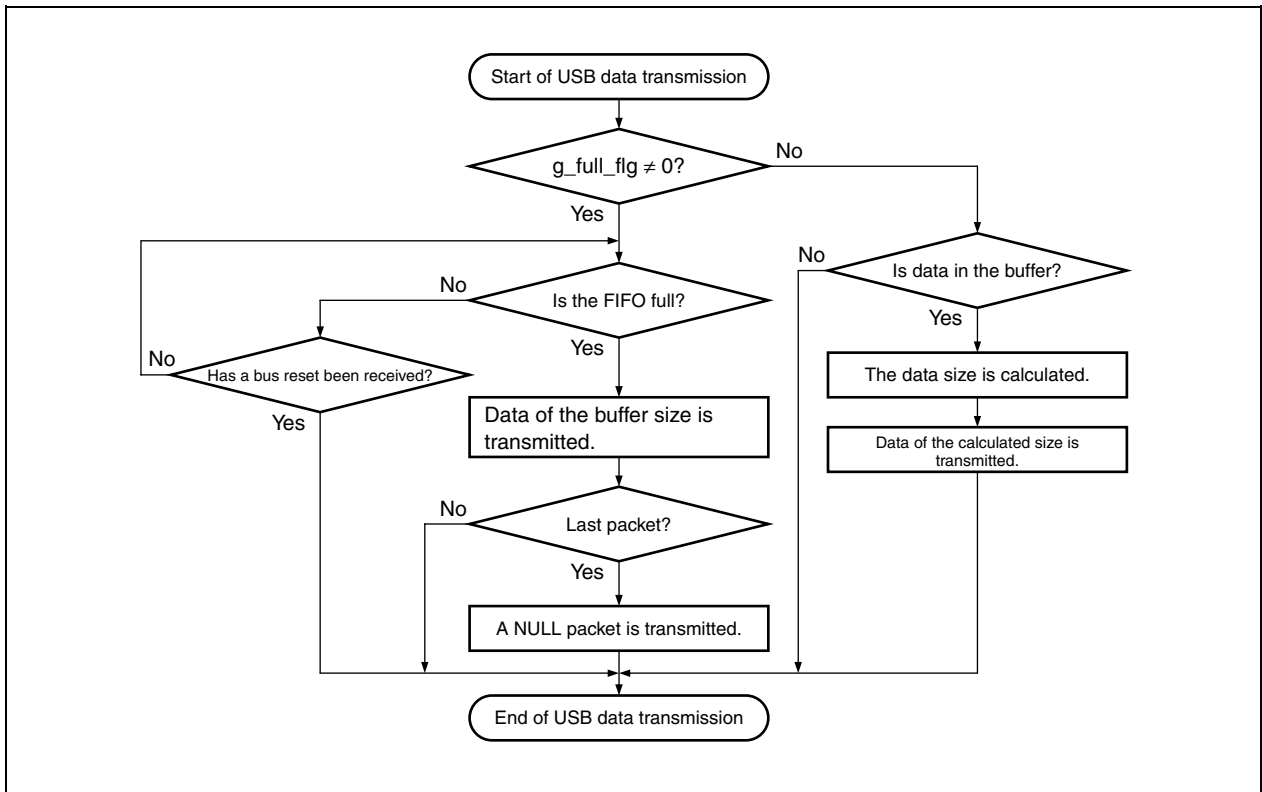 Start of USB data transmission
g_full_flg ≠ 0?
No
Yes
No
Is data in the buffer?
No
Is the FIFO full?
Yes
Yes
No
Has a bus reset been received?
The data size is calculated.
Yes
Data of the buffer size is
transmitted.
Data of the calculated size is
transmitted.
No
Last packet?
Yes
A NULL packet is transmitted.
End of USB data transmission